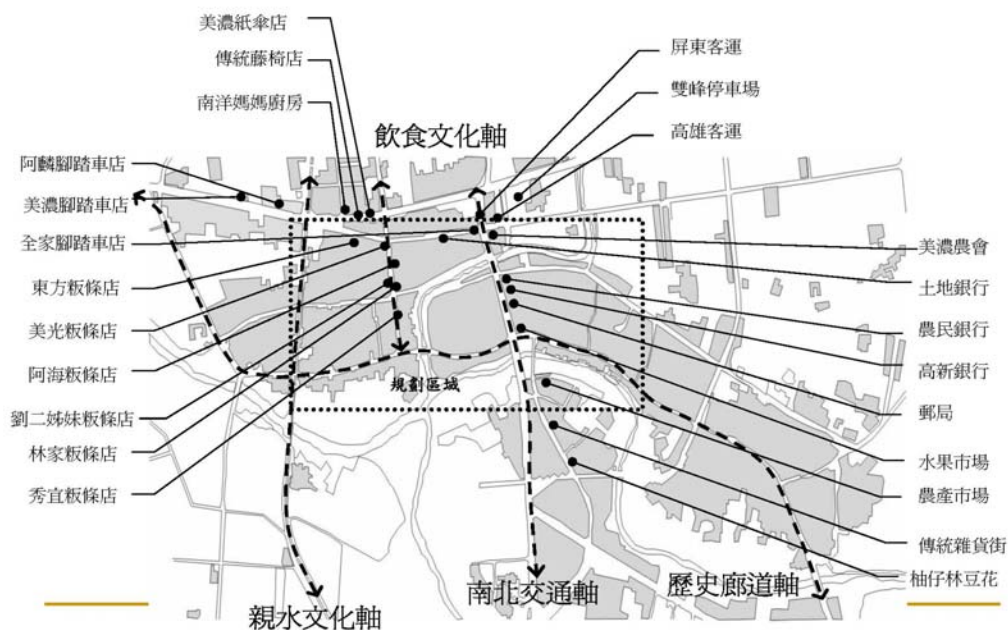 美濃紙傘店
傳統藤椅店
南洋媽媽廚房
飲食文化軸
屏東客運
雙峰停車場
高雄客運
阿麟腳踏車店
美濃腳踏車店
全家腳踏車店
東方粄條店
美光粄條店
阿海粄條店
劉二姊妹粄條店
林家粄條店
秀宜粄條店
規劃區域
美濃農會
土地銀行
農民銀行
高新銀行
郵局
水果市場
農產市場
傳統雜貨街
柚仔林豆花
親水文化軸
南北交通軸
歷史廊道軸